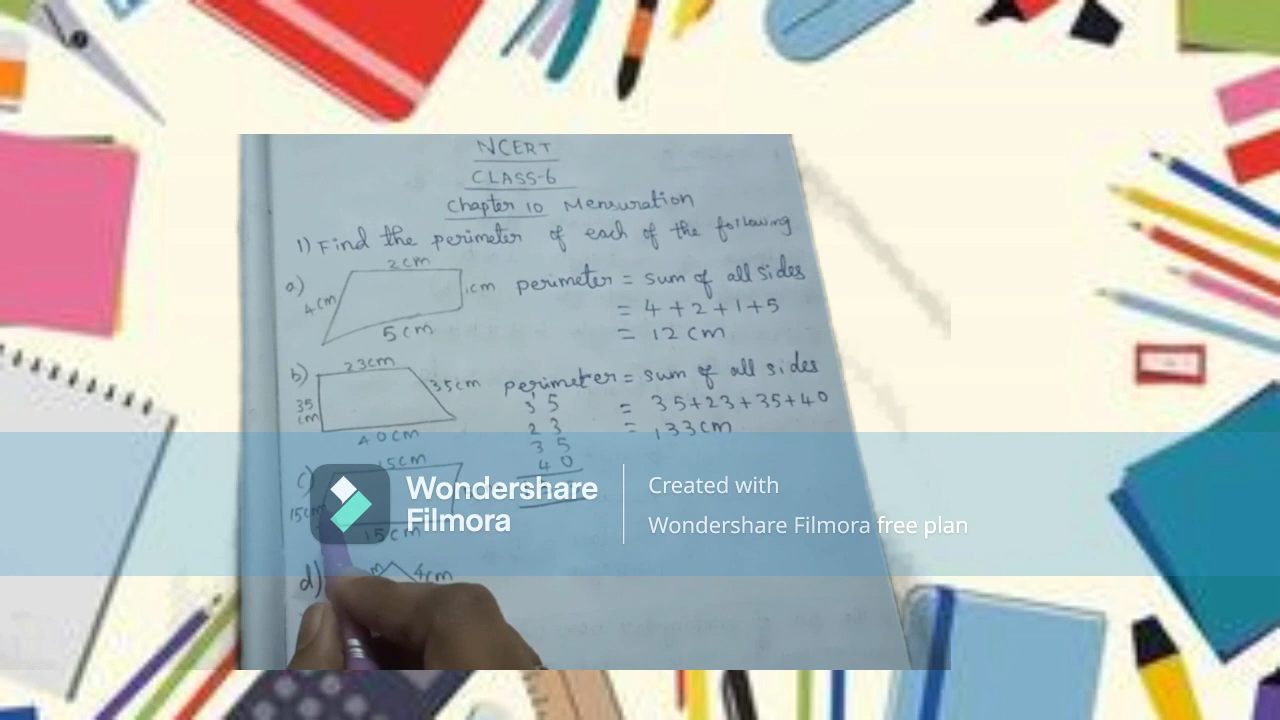 NCERT
CLASS-6
Chapter 10 Mensuration
1) Find the perimeter of each of the following
a)
2cm
4cm
1cm
5cm
perimeter = sum of all sides
= 4+2+1+5
= 12cm
b)
23cm
35cm
35
cm
40cm
perimeter = sum of all sides
= 35+23+35+40
= 133cm
35
23
35
40
c)
15cm
15cm
15cm
d)
4cm
Wondershare
Filmora
Created with
Wondershare Filmora free plan